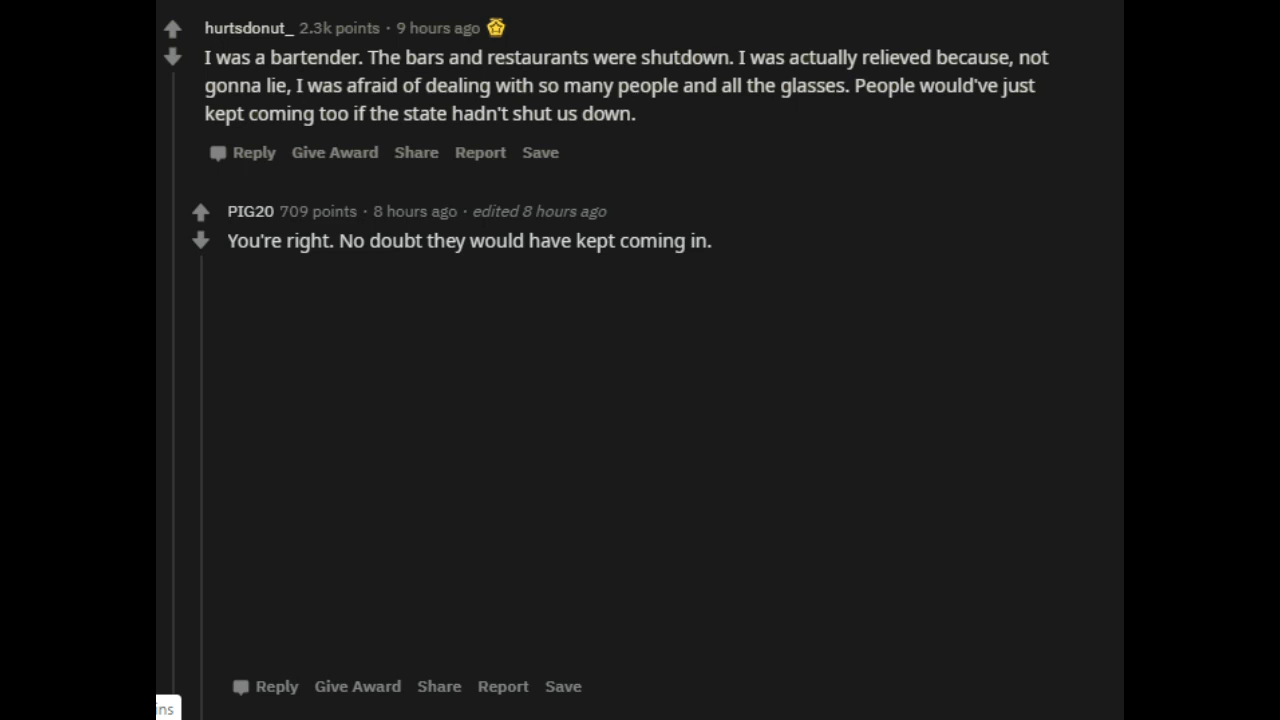 hurtsdonut_ 2.3k points · 9 hours ago
I was a bartender. The bars and restaurants were shutdown. I was actually relieved because, not
gonna lie, I was afraid of dealing with so many people and all the glasses. People would've just
kept coming too if the state hadn't shut us down.
Reply Give Award Share Report Save
PIG20 709 points · 8 hours ago · edited 8 hours ago
You're right. No doubt they would have kept coming in.
Reply Give Award Share Report Save
ins